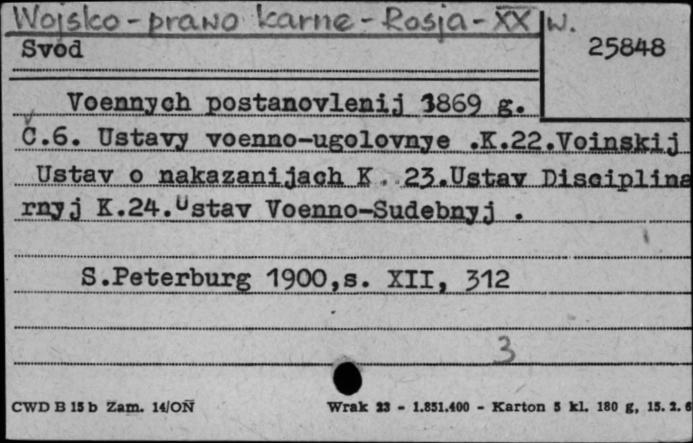 Wojsko - prawo karne - Rosja - XX w.
Svod
25848
Voennych postanovlenij 1869 g.
Č.6. Ustavy voenno-ugolovnye .K.22.Voinskij
Ustav o nakazanijach K . 23.Ustav Disciplina
rnyj K.24.Ustav Voenno-Sudebnyj .
S.Peterburg 1900,s. XII, 312
3
CWD B 15 b Zam. 14/ON Wrak 23 - 1.851.400 - Karton 5 kl. 180 g, 15. 2. 6